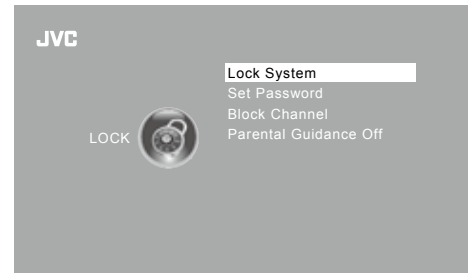 JVC
Lock System
Set Password
Block Channel
LOCK
Parental Guidance Off